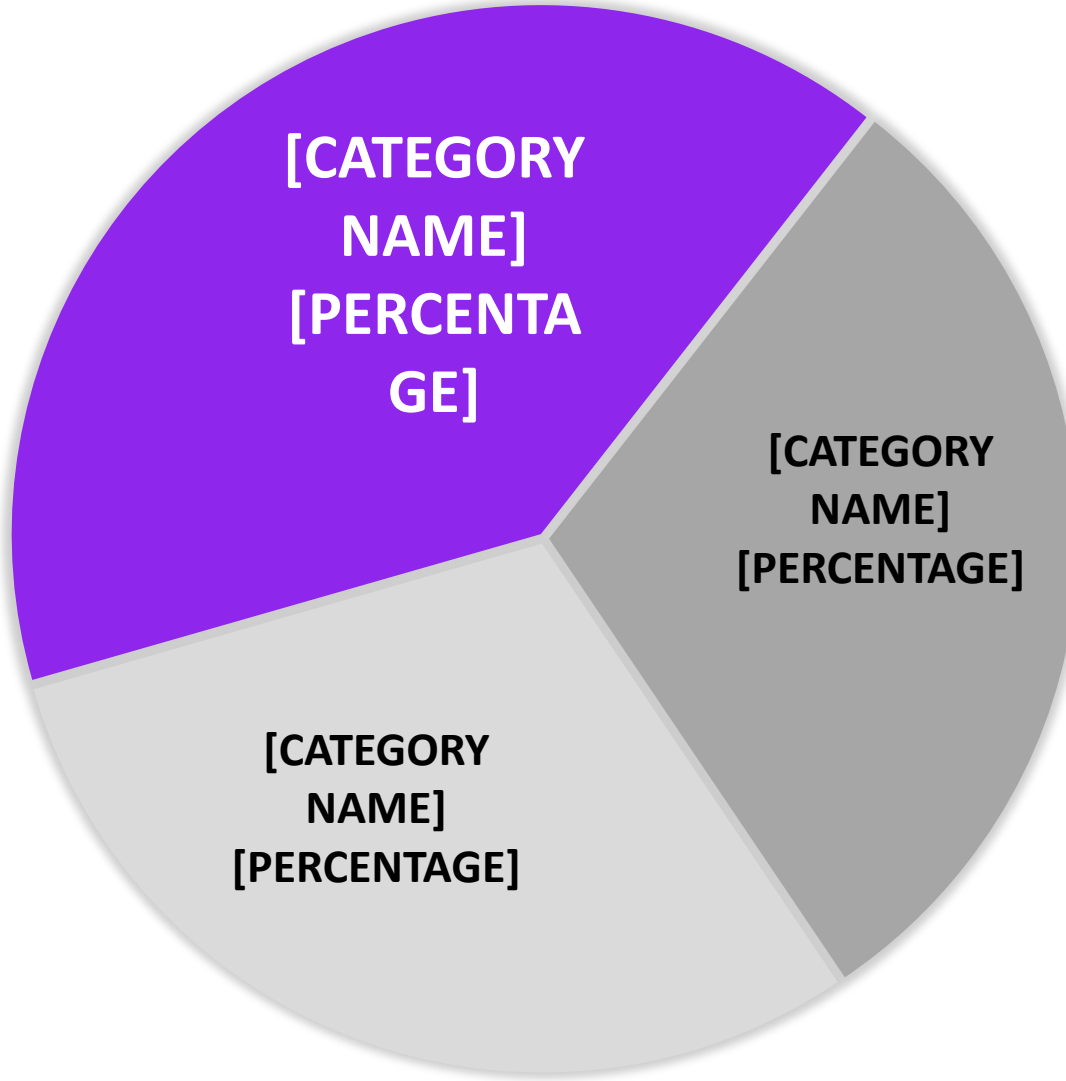 [CATEGORY
NAME]
[PERCENTA
GE]
[CATEGORY
NAME]
[PERCENTAGE]
[CATEGORY
NAME]
[PERCENTAGE]